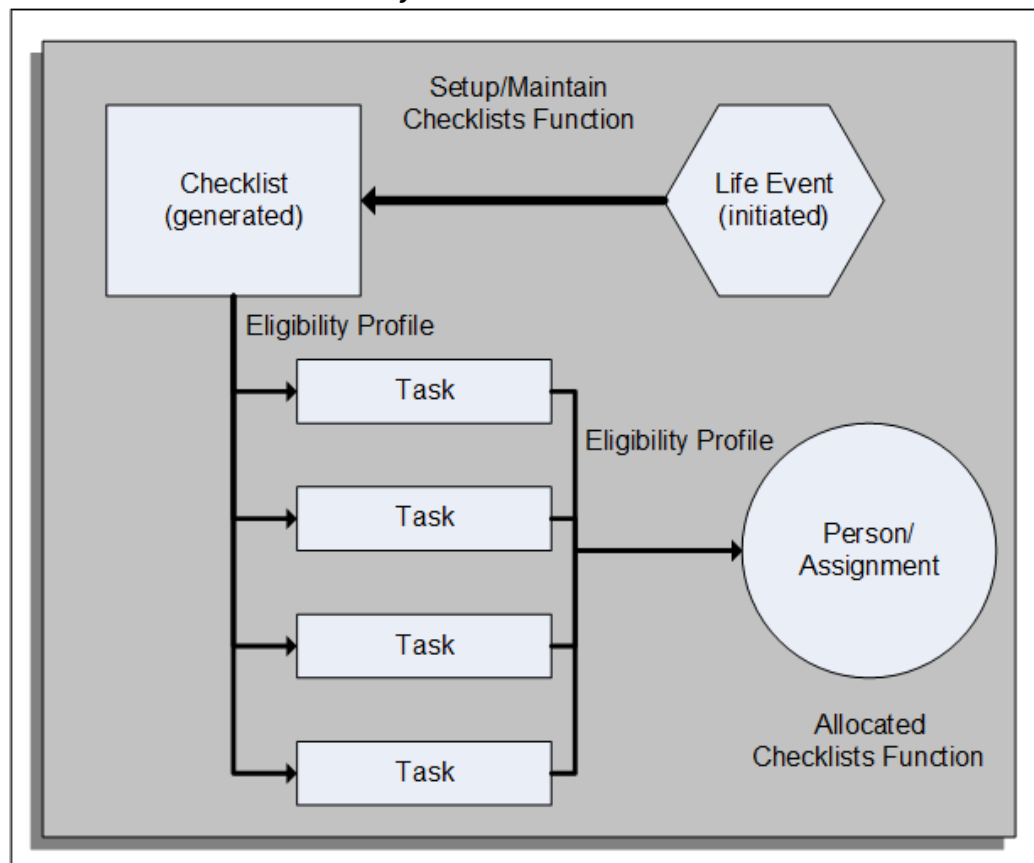 Setup/Maintain
Checklists Function
Checklist
(generated)
Life Event
(initiated)
Eligibility Profile
Task
Eligibility Profile
Task
Person/
Assignment
Task
Allocated
Checklists Function
Task